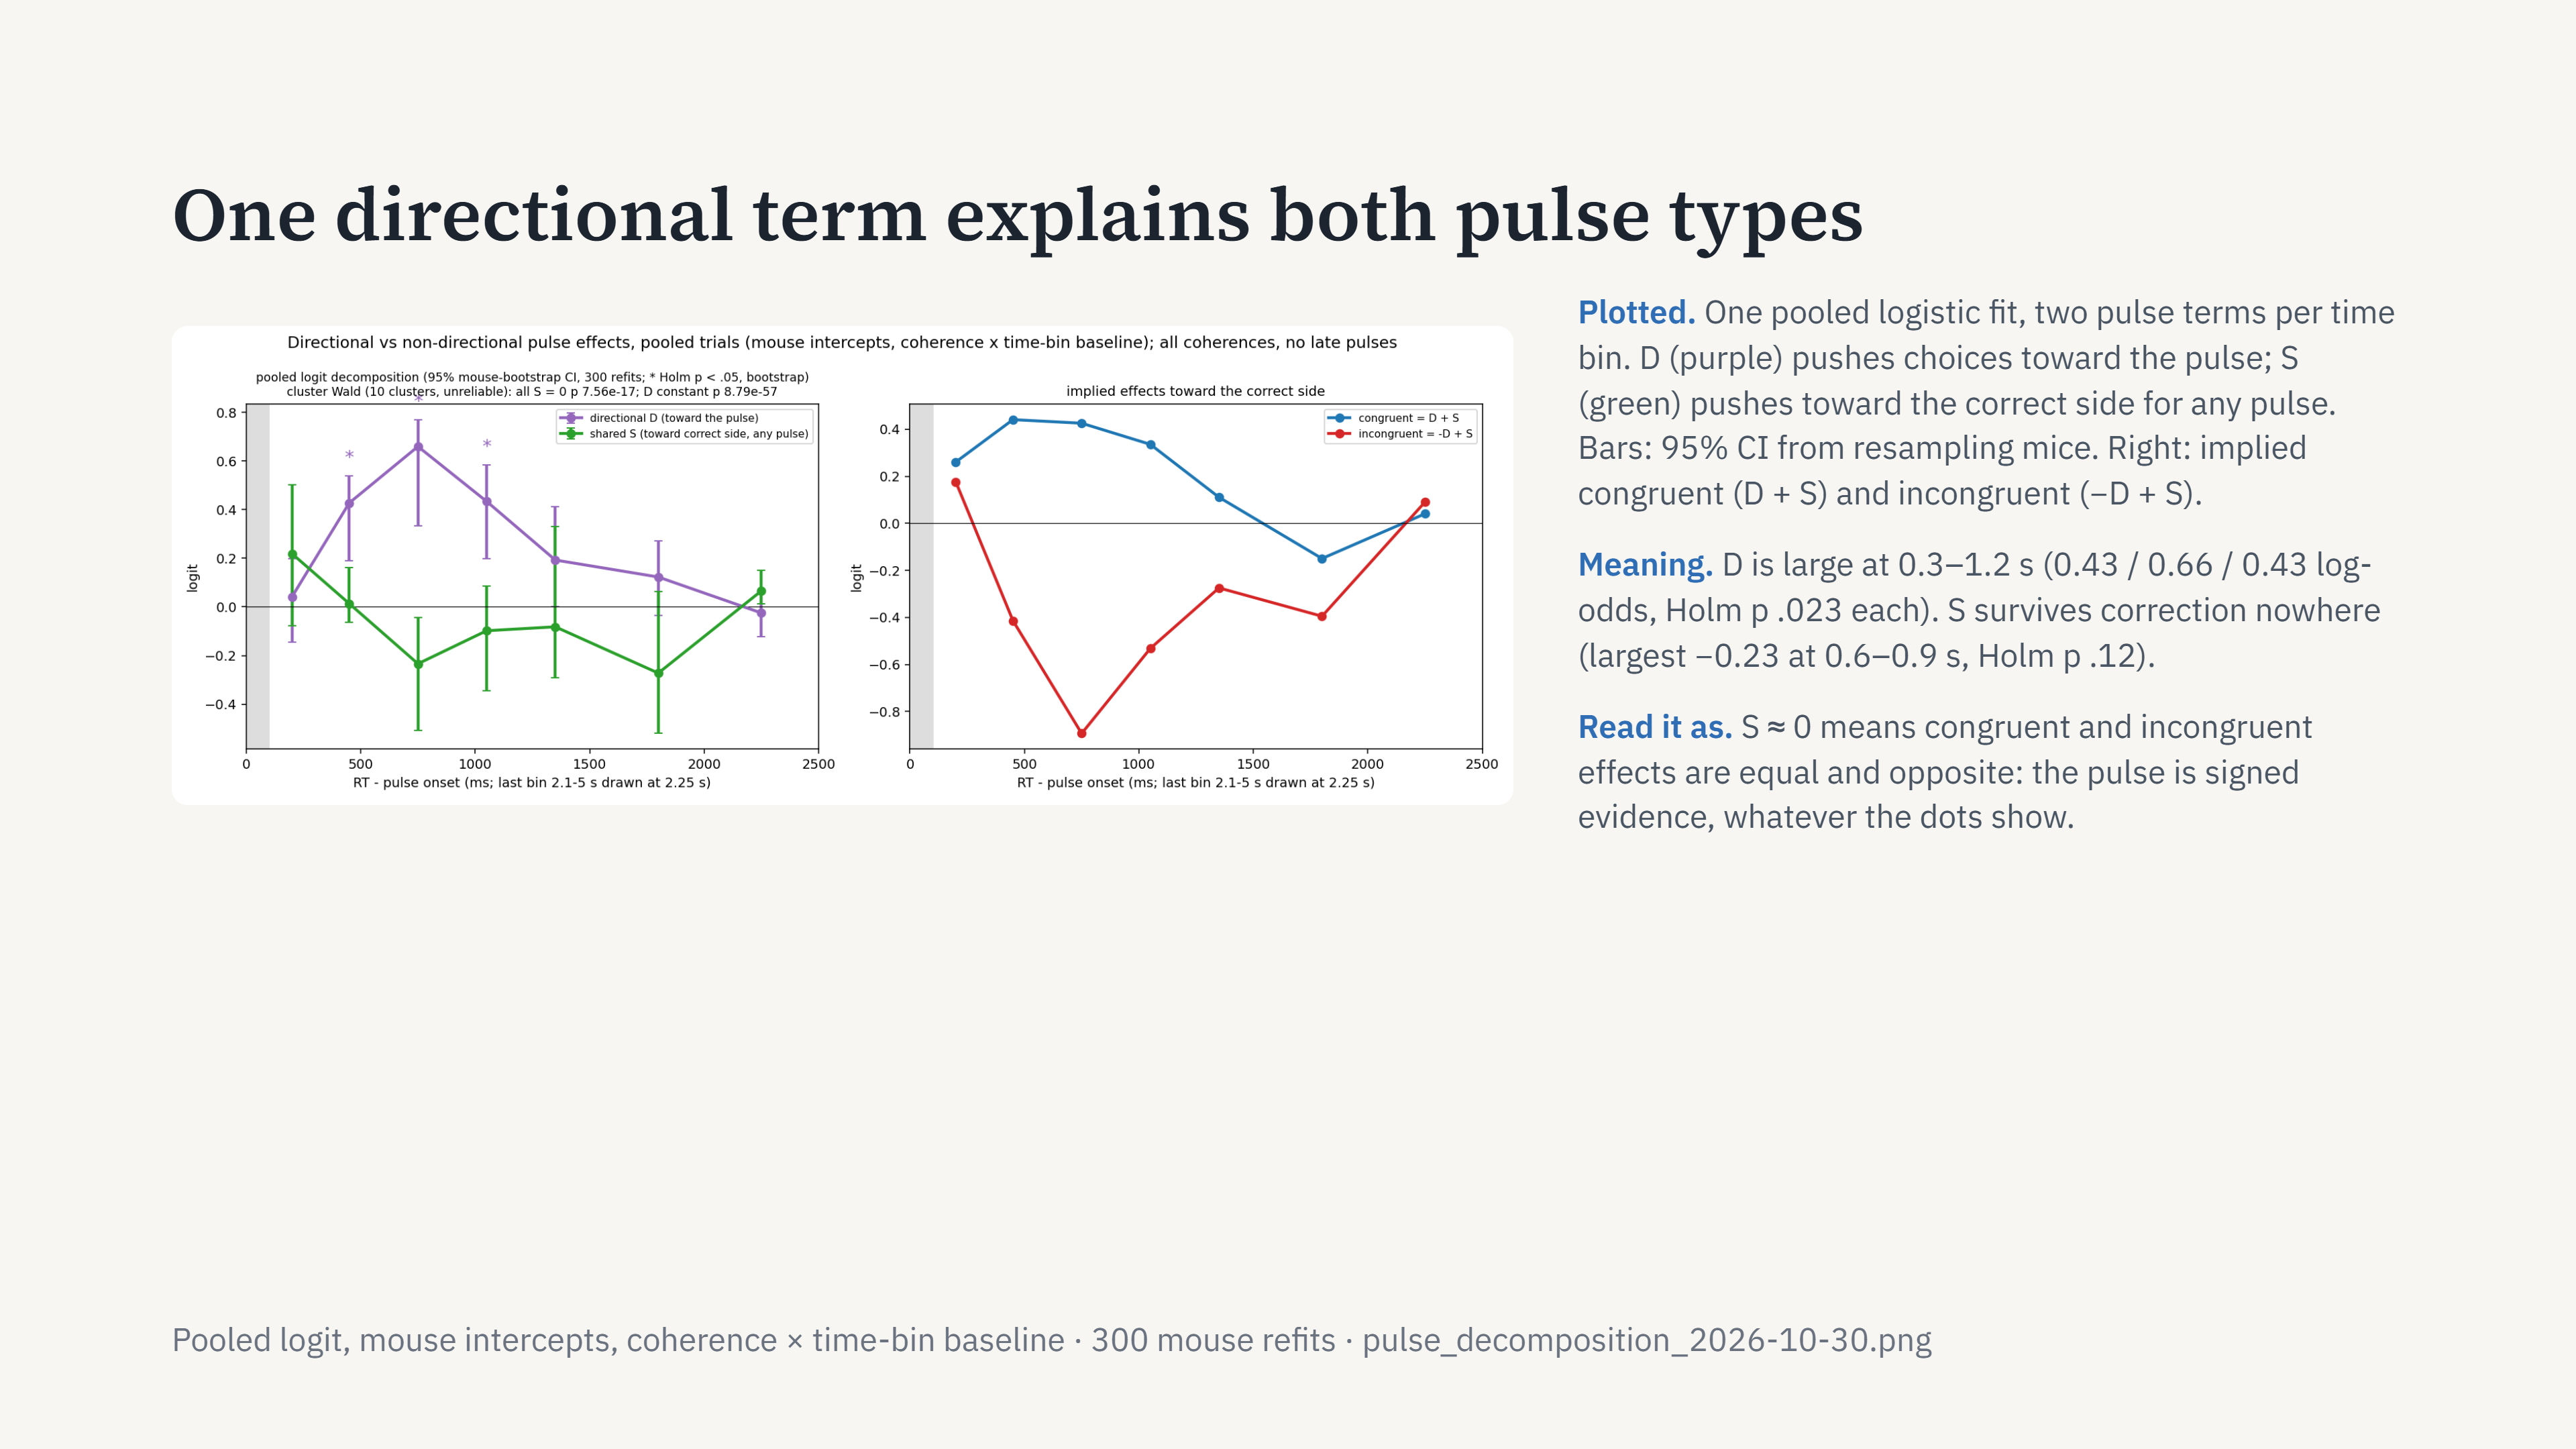 One directional term explains both pulse types
Directional vs non-directional pulse effects, pooled trials (mouse intercepts, coherence x time-bin baseline); all coherences, no late pulses
pooled logit decomposition (95% mouse-bootstrap CI, 300 refits; * Holm p < .05, bootstrap)
cluster Wald (10 clusters, unreliable): all S = 0 p 7.56e-17; D constant p 8.79e-57
directional D (toward the pulse)
shared S (toward correct side, any pulse)
* * *
logit
0.8
0.6
0.4
0.2
0.0
−0.2
−0.4
0 500 1000 1500 2000 2500
RT - pulse onset (ms; last bin 2.1-5 s drawn at 2.25 s)
implied effects toward the correct side
congruent = D + S
incongruent = -D + S
logit
0.4
0.2
0.0
−0.2
−0.4
−0.6
−0.8
0 500 1000 1500 2000 2500
RT - pulse onset (ms; last bin 2.1-5 s drawn at 2.25 s)
Plotted. One pooled logistic fit, two pulse terms per time
bin. D (purple) pushes choices toward the pulse; S
(green) pushes toward the correct side for any pulse.
Bars: 95% CI from resampling mice. Right: implied
congruent (D + S) and incongruent (−D + S).
Meaning. D is large at 0.3–1.2 s (0.43 / 0.66 / 0.43 log-
odds, Holm p .023 each). S survives correction nowhere
(largest −0.23 at 0.6–0.9 s, Holm p .12).
Read it as. S ≈ 0 means congruent and incongruent
effects are equal and opposite: the pulse is signed
evidence, whatever the dots show.
Pooled logit, mouse intercepts, coherence × time-bin baseline · 300 mouse refits · pulse_decomposition_2026-10-30.png